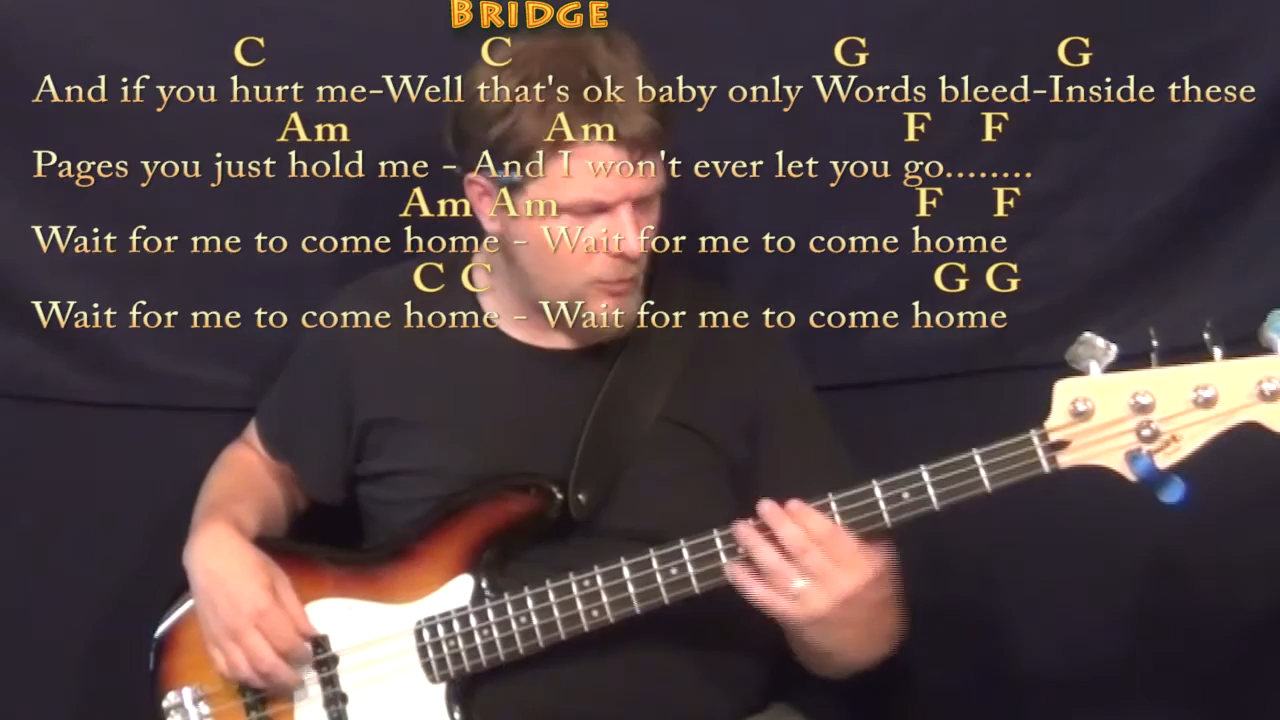 BRIDGE
C C G G
And if you hurt me-Well that's ok baby only Words bleed-Inside these
Am Am F F
Pages you just hold me - And I won't ever let you go........
Am Am F F
Wait for me to come home - Wait for me to come home
C C G G
Wait for me to come home - Wait for me to come home